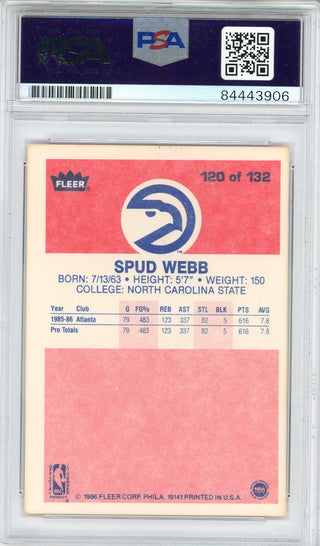 PSA
PSA
84443906
FLEER
120 of 132
SPUD WEBB
BORN: 7/13/63 • HEIGHT: 5'7" • WEIGHT: 150
COLLEGE: NORTH CAROLINA STATE
Year Club G FG% REB AST STL BLK PTS AVG
1985-86 Atlanta 79 .483 123 337 82 5 616 7.8
Pro Totals 79 .483 123 337 82 5 616 7.8
NBA
© 1986 FLEER CORP. PHILA. 19141 PRINTED IN U.S.A.